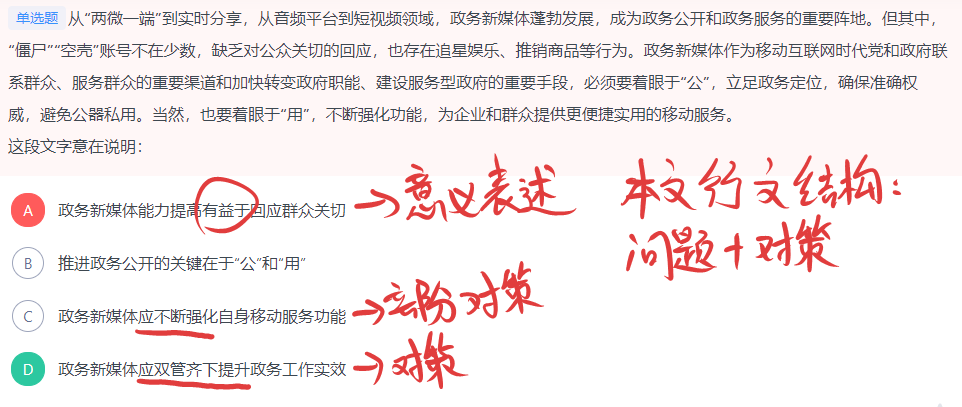 单选题 从“两微一端”到实时分享，从音频平台到短视频领域，政务新媒体蓬勃发展，成为政务公开和政务服务的重要阵地。但其中，
“僵尸”“空壳”账号不在少数，缺乏对公众关切的回应，也存在追星娱乐、推销商品等行为。政务新媒体作为移动互联网时代党和政府联
系群众、服务群众的重要渠道和加快转变政府职能、建设服务型政府的重要手段，必须要着眼于“公”，立足政务定位，确保准确权
威，避免公器私用。当然，也要着眼于“用”，不断强化功能，为企业和群众提供更便捷实用的移动服务。
这段文字意在说明：
A 政务新媒体能力提高有益于回应群众关切 →意义表述
本文行文结构：
问题+对策
B 推进政务公开的关键在于“公”和“用”
C 政务新媒体应不断强化自身移动服务功能 →部分对策
D 政务新媒体应双管齐下提升政务工作实效 →对策